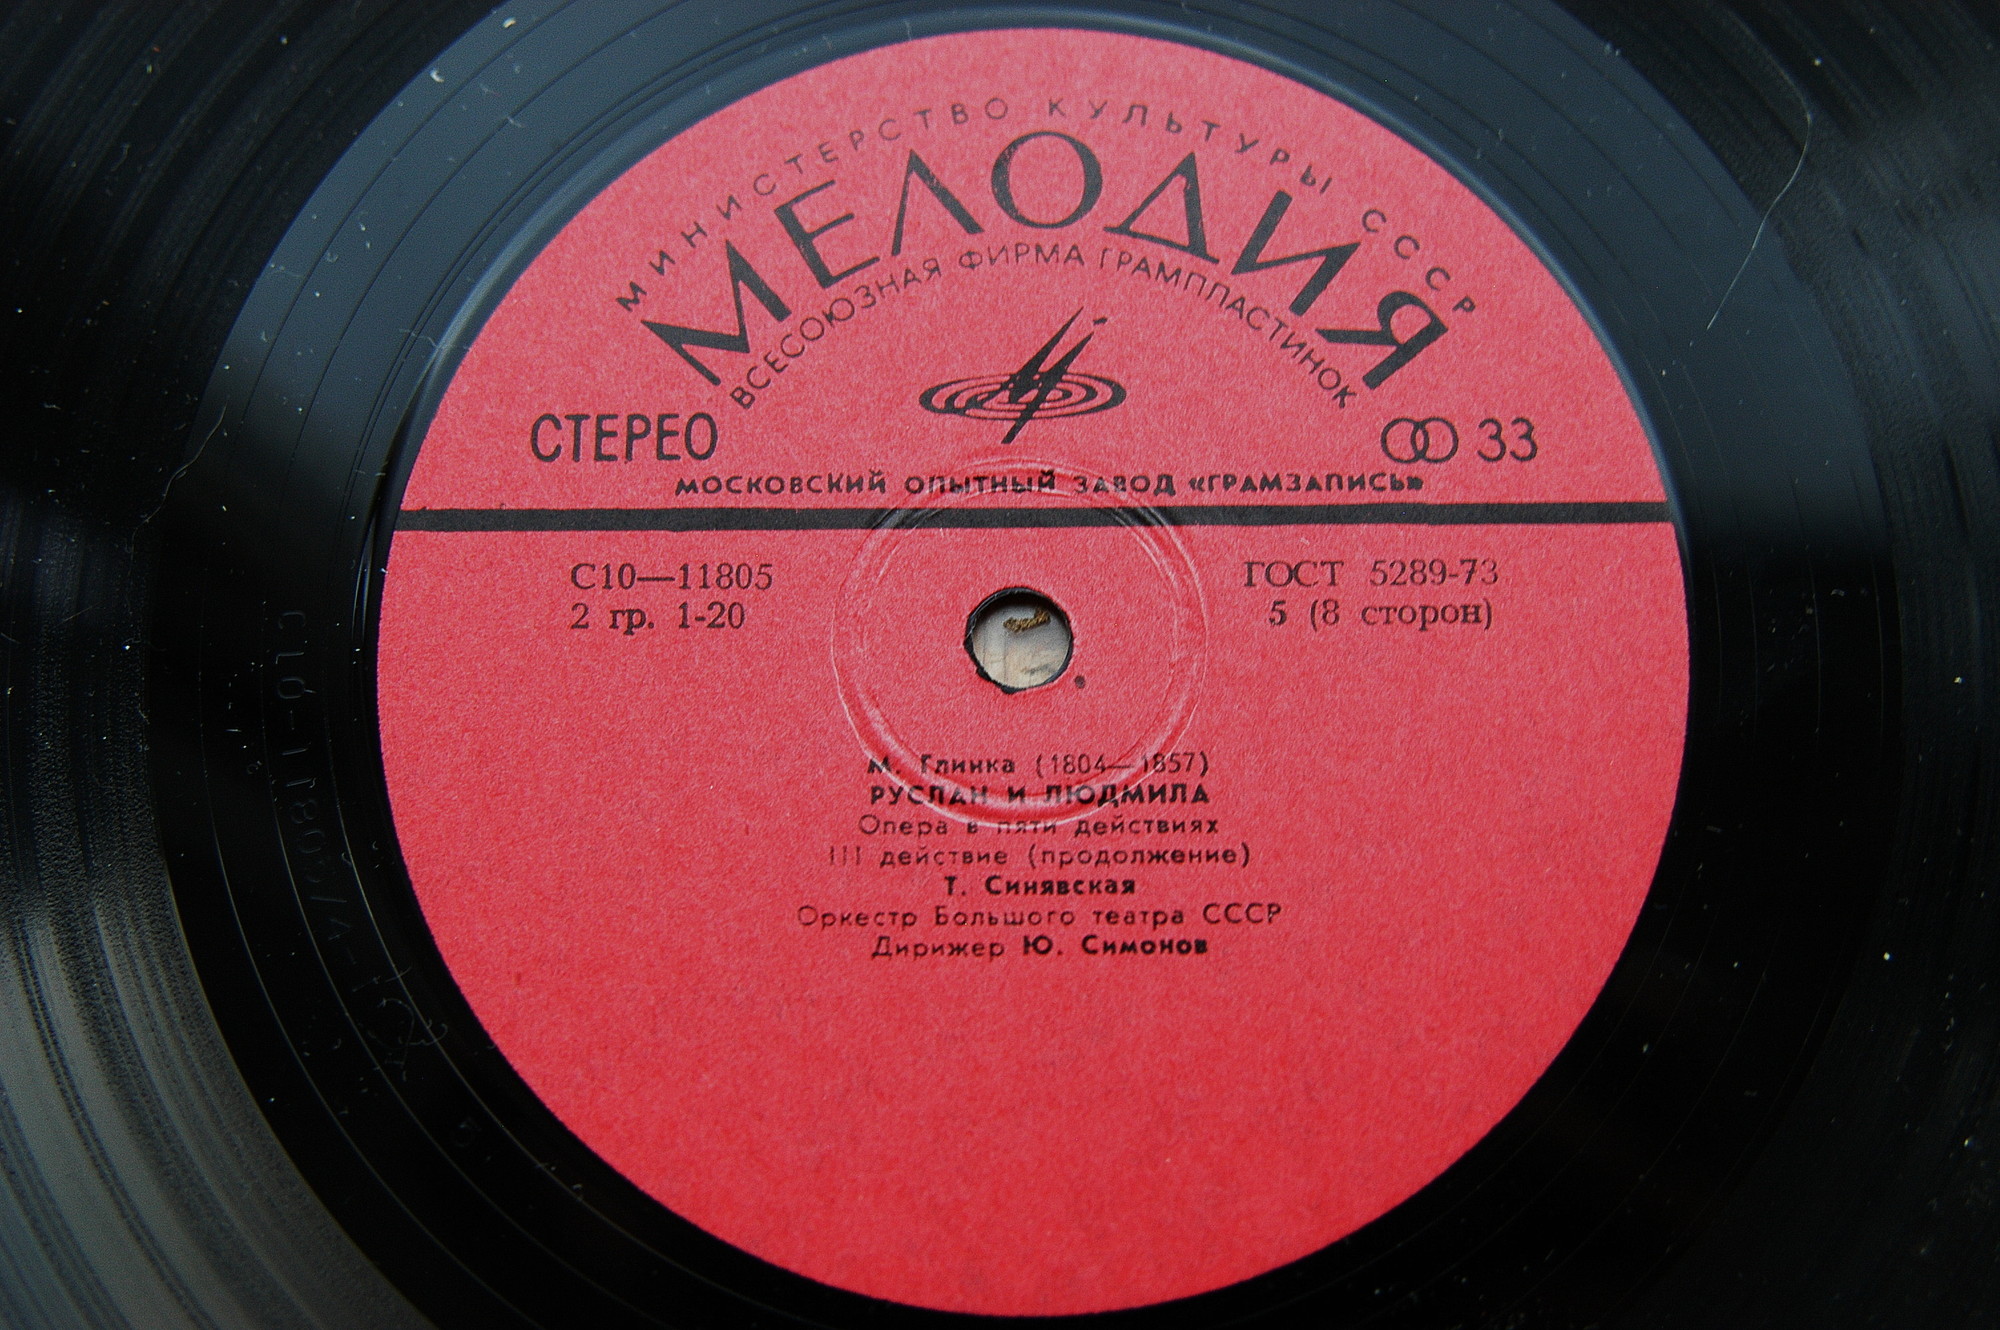 МИНИСТЕРСТВО КУЛЬТУРЫ СССР
МЕЛОДИЯ
ВСЕСОЮЗНАЯ ФИРМА ГРАМПЛАСТИНОК
СТЕРЕО
33
МОСКОВСКИЙ ОПЫТНЫЙ ЗАВОД «ГРАМЗАПИСЬ»
С10—11805
2 гр. 1-20
ГОСТ 5289-73
5 (8 сторон)
М. Глинка (1804—1857)
РУСЛАН И ЛЮДМИЛА
Опера в пяти действиях
III действие (продолжение)
Т. Синявская
Оркестр Большого театра СССР
Дирижер Ю. Симонов